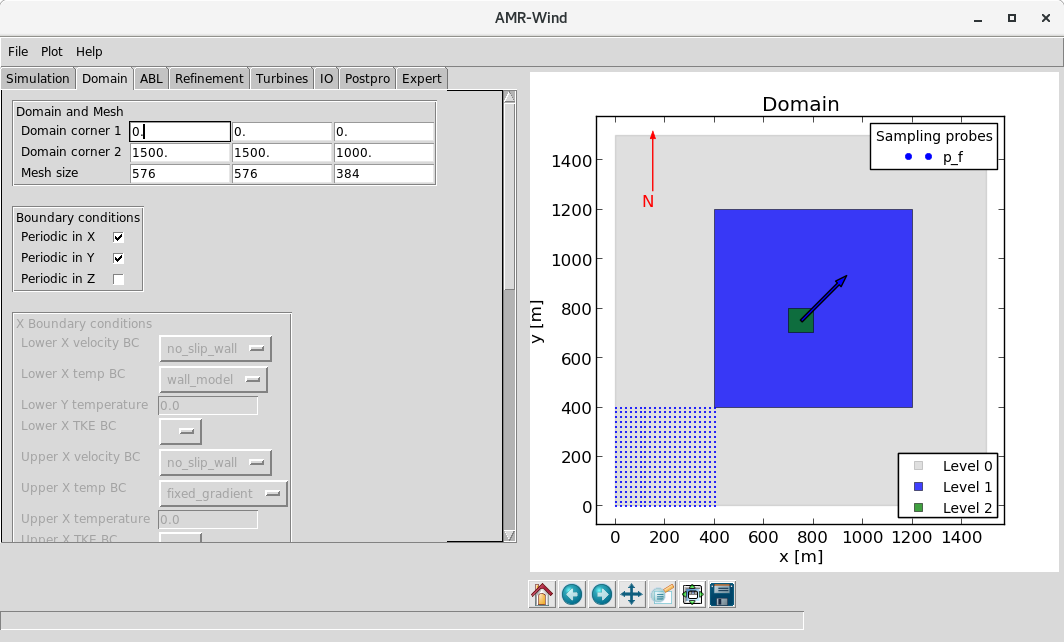 AMR-Wind
File Plot Help
Simulation Domain ABL Refinement Turbines IO Postpro Expert
Domain and Mesh
Domain corner 1 0. 0. 0.
Domain corner 2 1500. 1500. 1000.
Mesh size 576 576 384
Boundary conditions
Periodic in X
Periodic in Y
Periodic in Z
X Boundary conditions
Lower X velocity BC no_slip_wall
Lower X temp BC wall_model
Lower Y temperature 0.0
Lower X TKE BC
Upper X velocity BC no_slip_wall
Upper X temp BC fixed_gradient
Upper X temperature 0.0
Upper X TKE BC
Domain
Sampling probes
p_f
N
y [m]
1400
1200
1000
800
600
400
200
0
Level 0
Level 1
Level 2
0 200 400 600 800 1000 1200 1400
x [m]